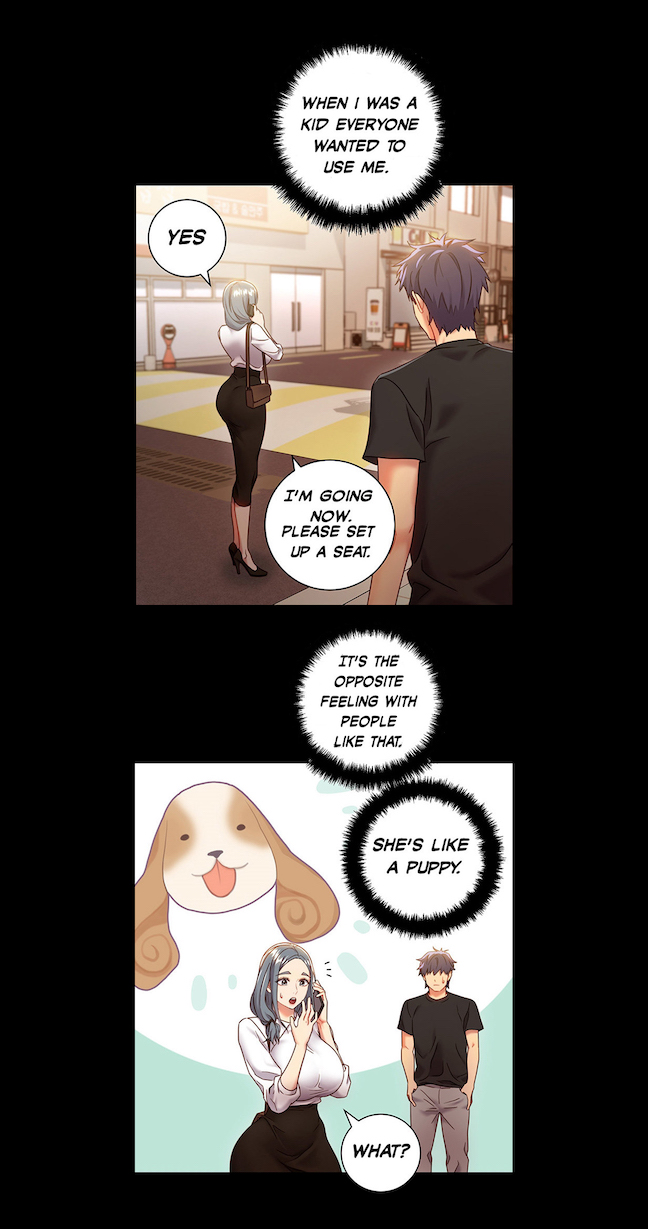 WHEN I WAS A
KID EVERYONE
WANTED TO
USE ME.
YES
I'M GOING
NOW.
PLEASE SET
UP A SEAT.
IT'S THE
OPPOSITE
FEELING WITH
PEOPLE
LIKE THAT.
SHE'S LIKE
A PUPPY.
WHAT?